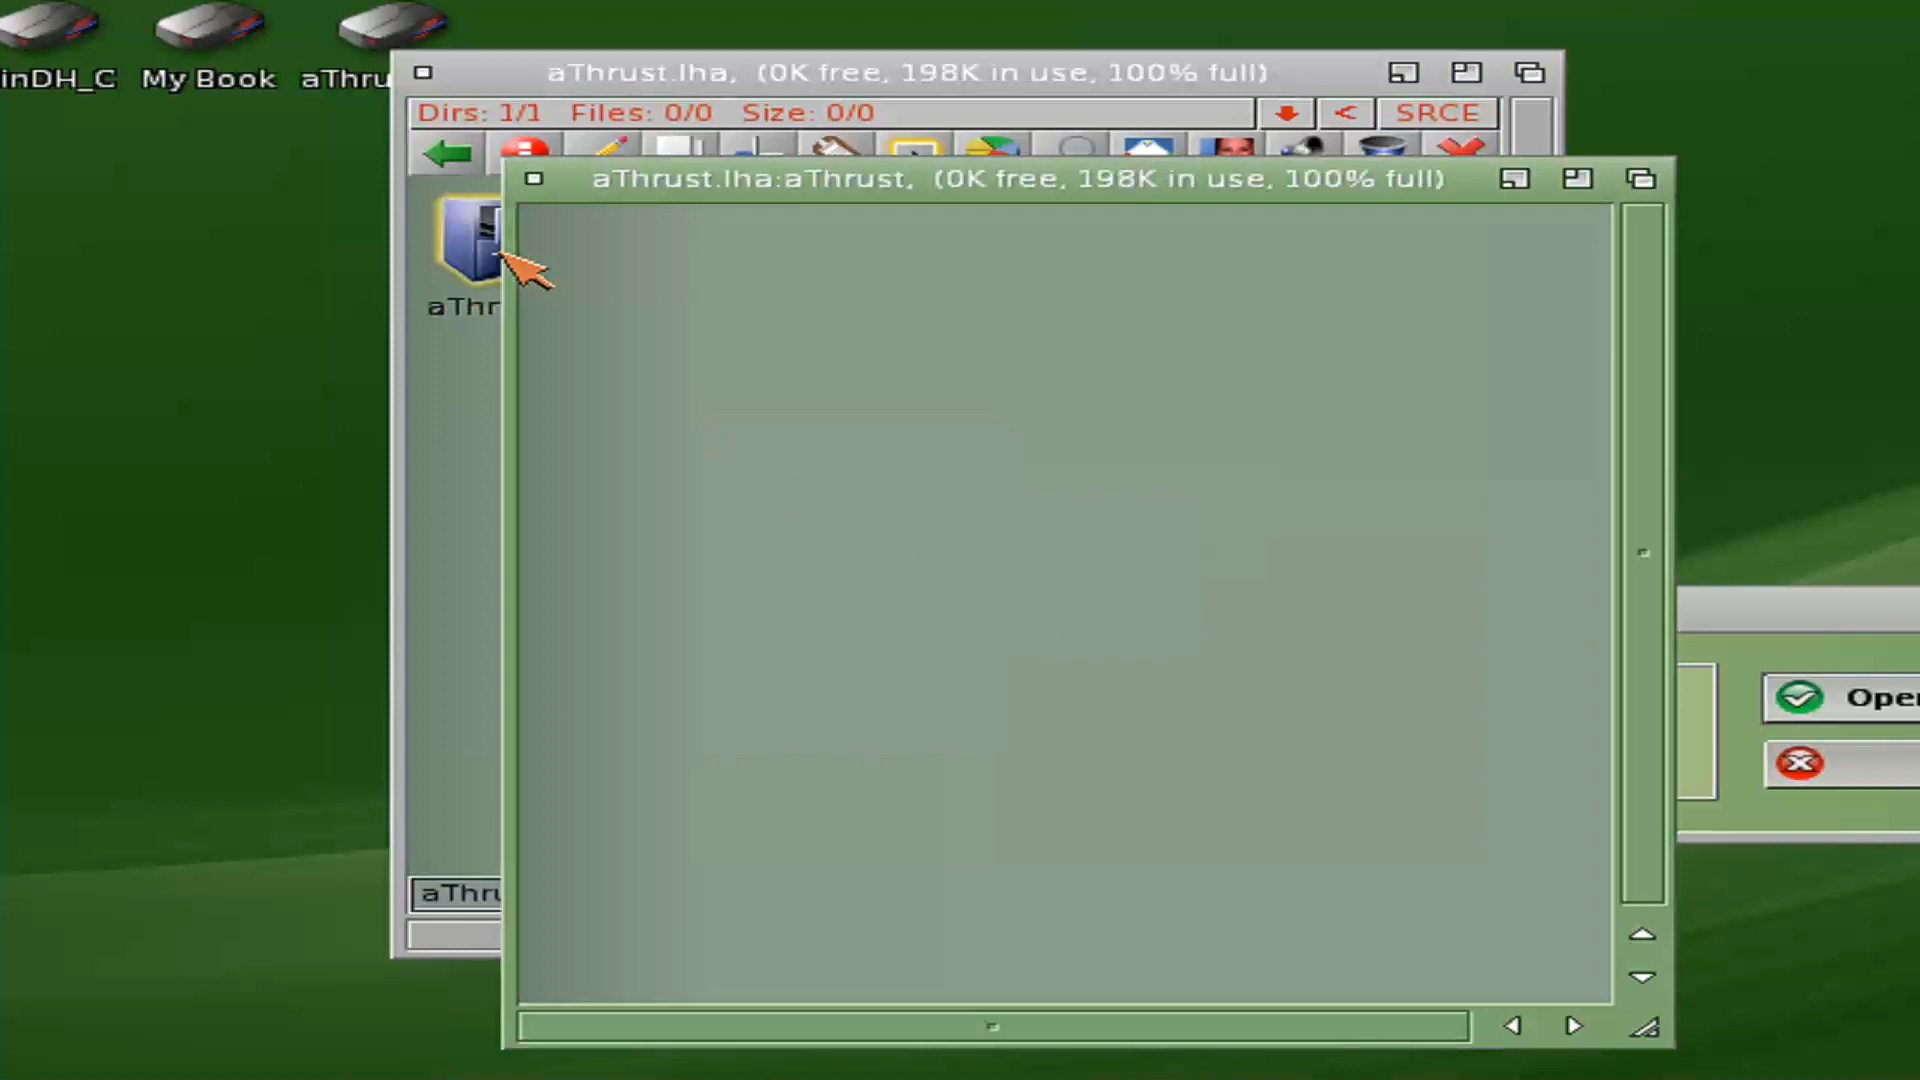 inDH_C
My Book
aThru
aThrust.lha, (0K free, 198K in use, 100% full)
Dirs: 1/1 Files: 0/0 Size: 0/0
<
SRCE
aThrust.lha:aThrust, (0K free, 198K in use, 100% full)
aThr
Open
aThru